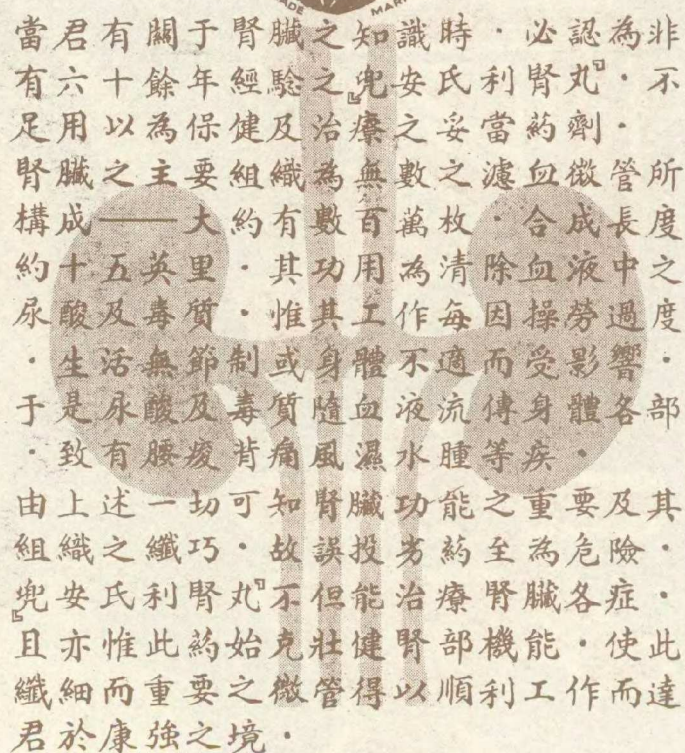 當君有關于腎臟之知識時·必認為非
有六十餘年經驗之『兜安氏利腎丸』·不
足用以為保健及治療之妥當葯劑·
腎臟之主要組織為無數之濾血微管所
構成——大約有數百萬枚·合成長度
約十五英里·其功用為清除血液中之
尿酸及毒質·惟其工作每因操勞過度
·生活無節制或身體不適而受影響·
于是尿酸及毒質隨血液流傳身體各部
·致有腰痠背痛風濕水腫等疾·
由上述一切可知腎臟功能之重要及其
組織之纖巧·故誤投劣葯至為危險·
『兜安氏利腎丸』不但能治療腎臟各症·
且亦惟此葯始克壯健腎部機能·使此
纖細而重要之微管得以順利工作而達
君於康強之境·